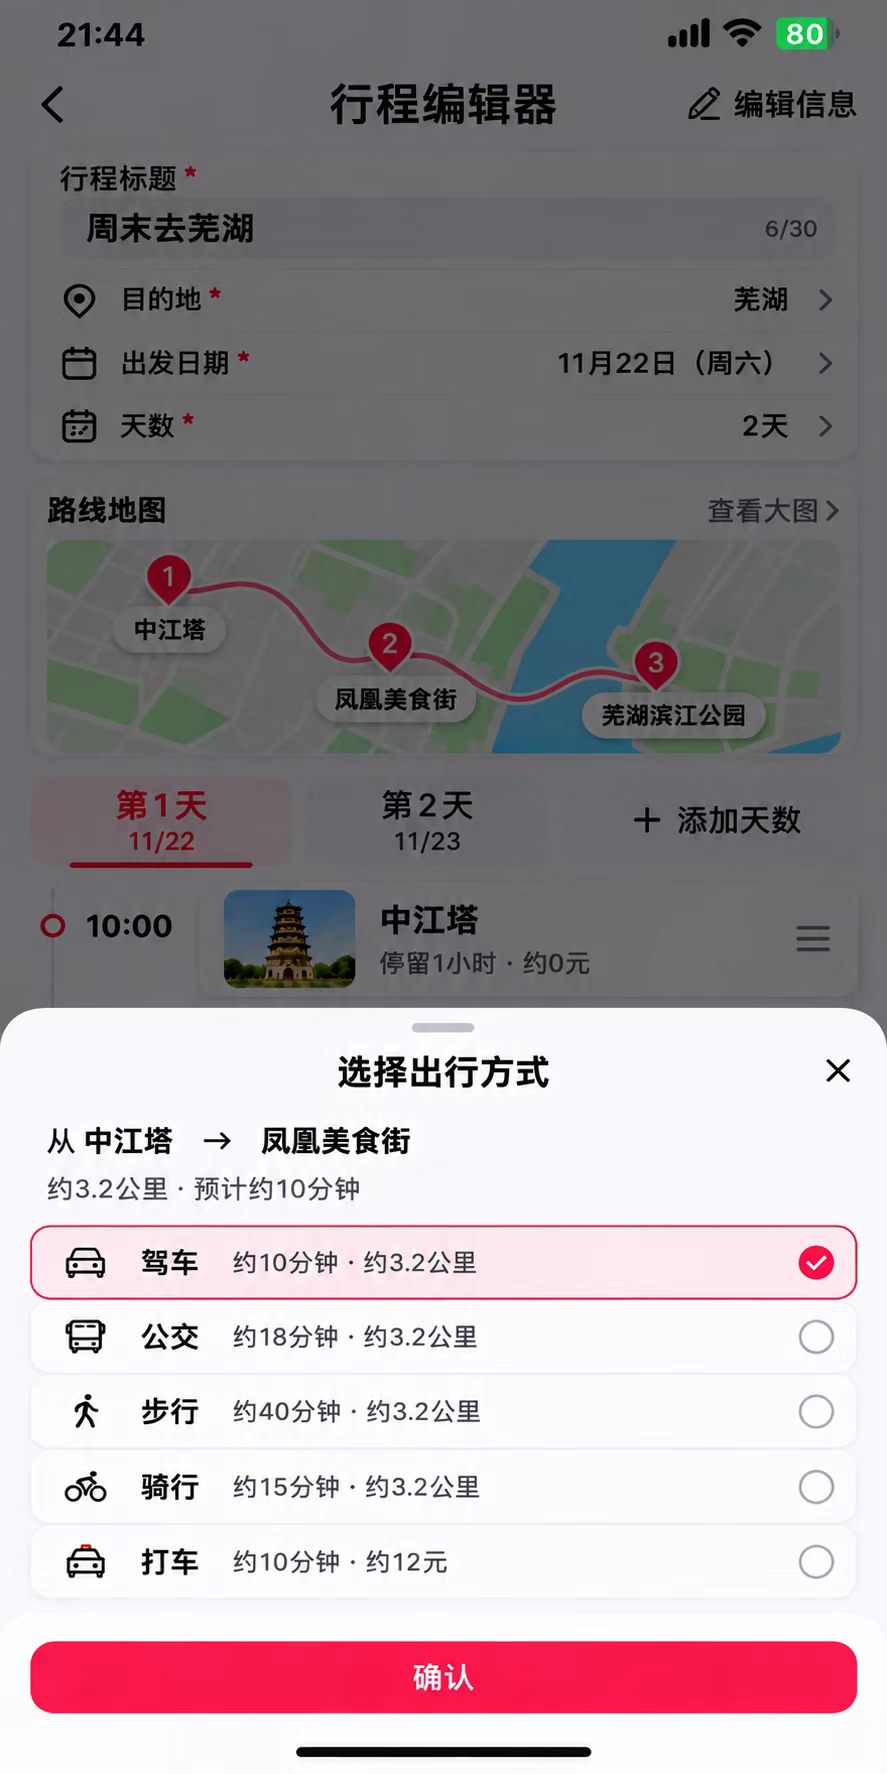 21:44
80
行程编辑器
编辑信息
行程标题 *
周末去芜湖
6/30
目的地 *
芜湖
出发日期 *
11月22日（周六）
天数 *
2天
路线地图
查看大图
1
中江塔
2
凤凰美食街
3
芜湖滨江公园
第1天
11/22
第2天
11/23
+ 添加天数
10:00
中江塔
停留1小时 · 约0元
选择出行方式
从 中江塔 → 凤凰美食街
约3.2公里 · 预计约10分钟
驾车 约10分钟 · 约3.2公里
公交 约18分钟 · 约3.2公里
步行 约40分钟 · 约3.2公里
骑行 约15分钟 · 约3.2公里
打车 约10分钟 · 约12元
确认